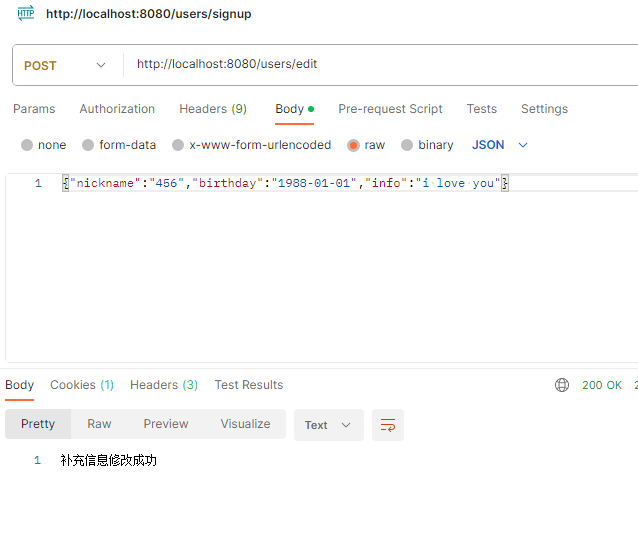 HTTP http://localhost:8080/users/signup
POST http://localhost:8080/users/edit
Params Authorization Headers (9) Body Pre-request Script Tests Settings
none form-data x-www-form-urlencoded raw binary JSON
1 {"nickname":"456","birthday":"1988-01-01","info":"i love you"}
Body Cookies (1) Headers (3) Test Results 200 OK
Pretty Raw Preview Visualize Text
1 补充信息修改成功